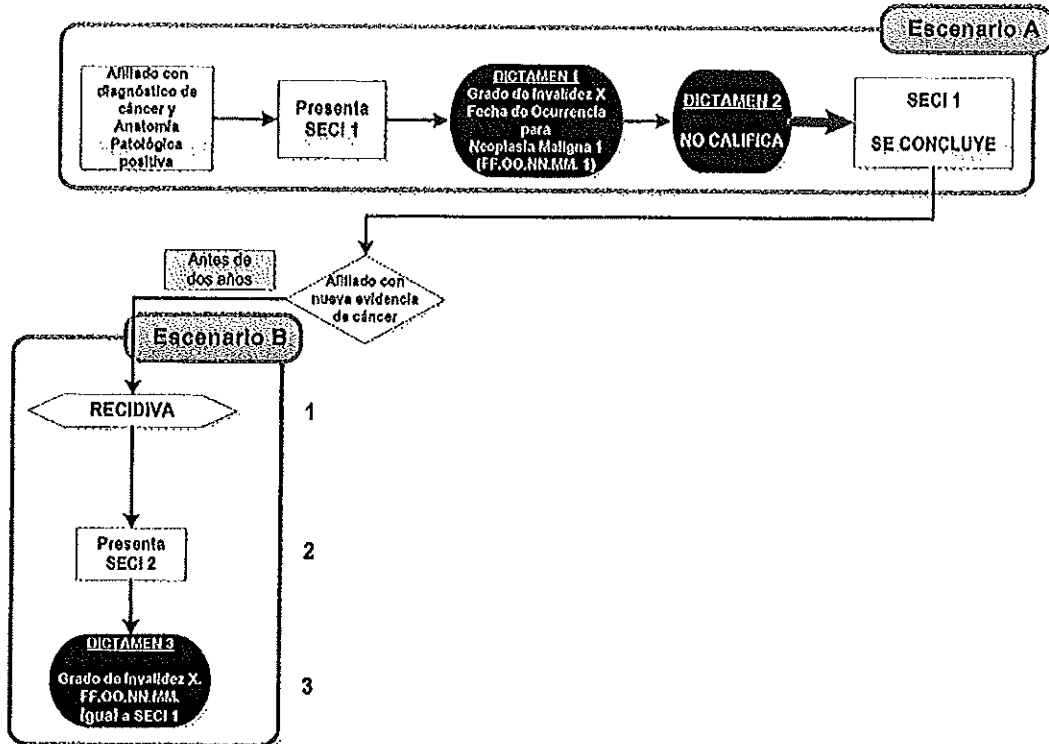 Escenario A
Afiliado con
diagnóstico de
cáncer y
Anatomía
Patológica
positiva
Presenta
SECI 1
DICTAMEN 1
Grado de Invalidez X
Fecha de Ocurrencia
para
Neoplasia Maligna 1
(FF.OO.NN.MM. 1)
DICTAMEN 2
NO CALIFICA
SECI 1
SE CONCLUYE
Antes de
dos años
Afiliado con
nueva evidencia
de cáncer
Escenario B
RECIDIVA
1
Presenta
SECI 2
2
DICTAMEN 3
Grado de Invalidez X.
FF.OO.NN.MM.
Igual a SECI 1
3